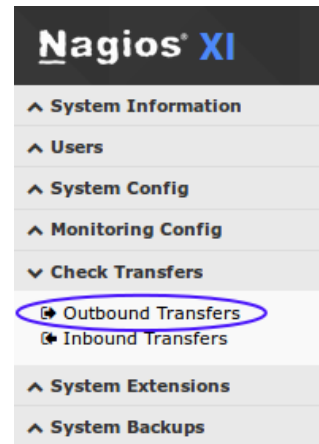 Nagios® XI
System Information
Users
System Config
Monitoring Config
Check Transfers
Outbound Transfers
Inbound Transfers
System Extensions
System Backups